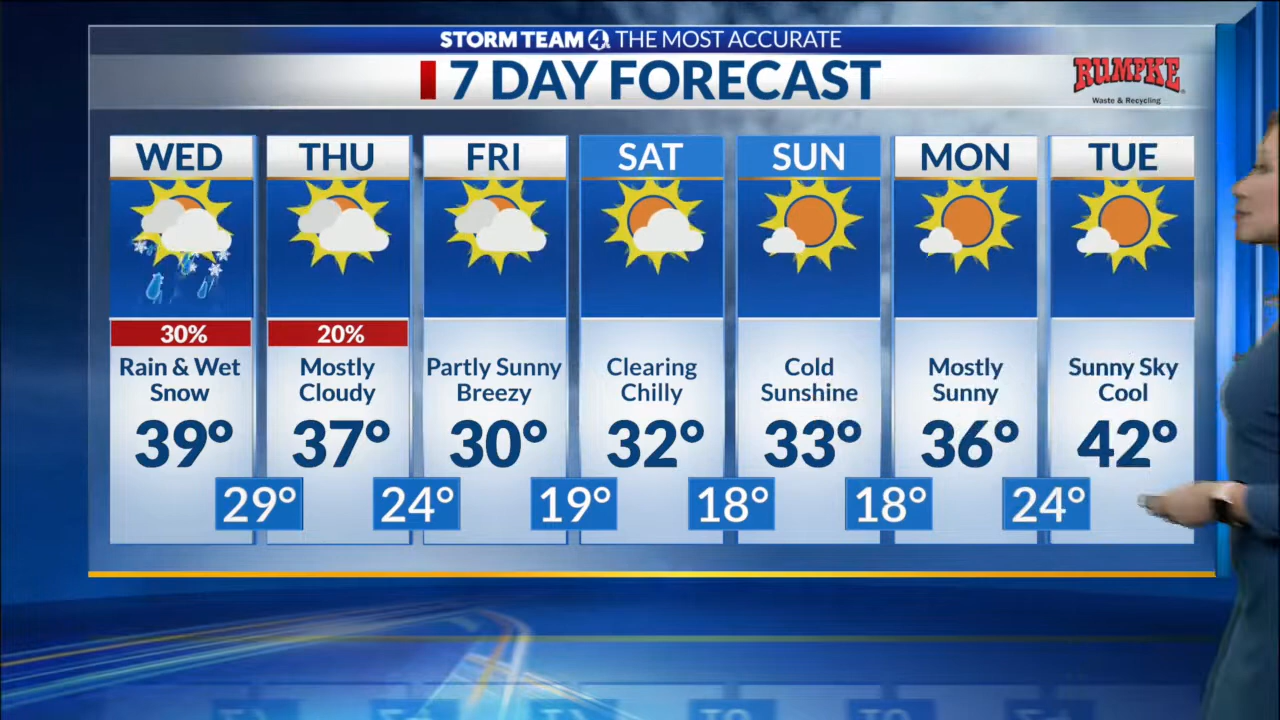 STORM TEAM 4 THE MOST ACCURATE
7 DAY FORECAST
RUMPKE
Waste & Recycling
WED THU FRI SAT SUN MON TUE
30% 20%
Rain & Wet Mostly Partly Sunny Clearing Cold Mostly Sunny Sky
Snow Cloudy Breezy Chilly Sunshine Sunny Cool
39° 37° 30° 32° 33° 36° 42°
29° 24° 19° 18° 18° 24°